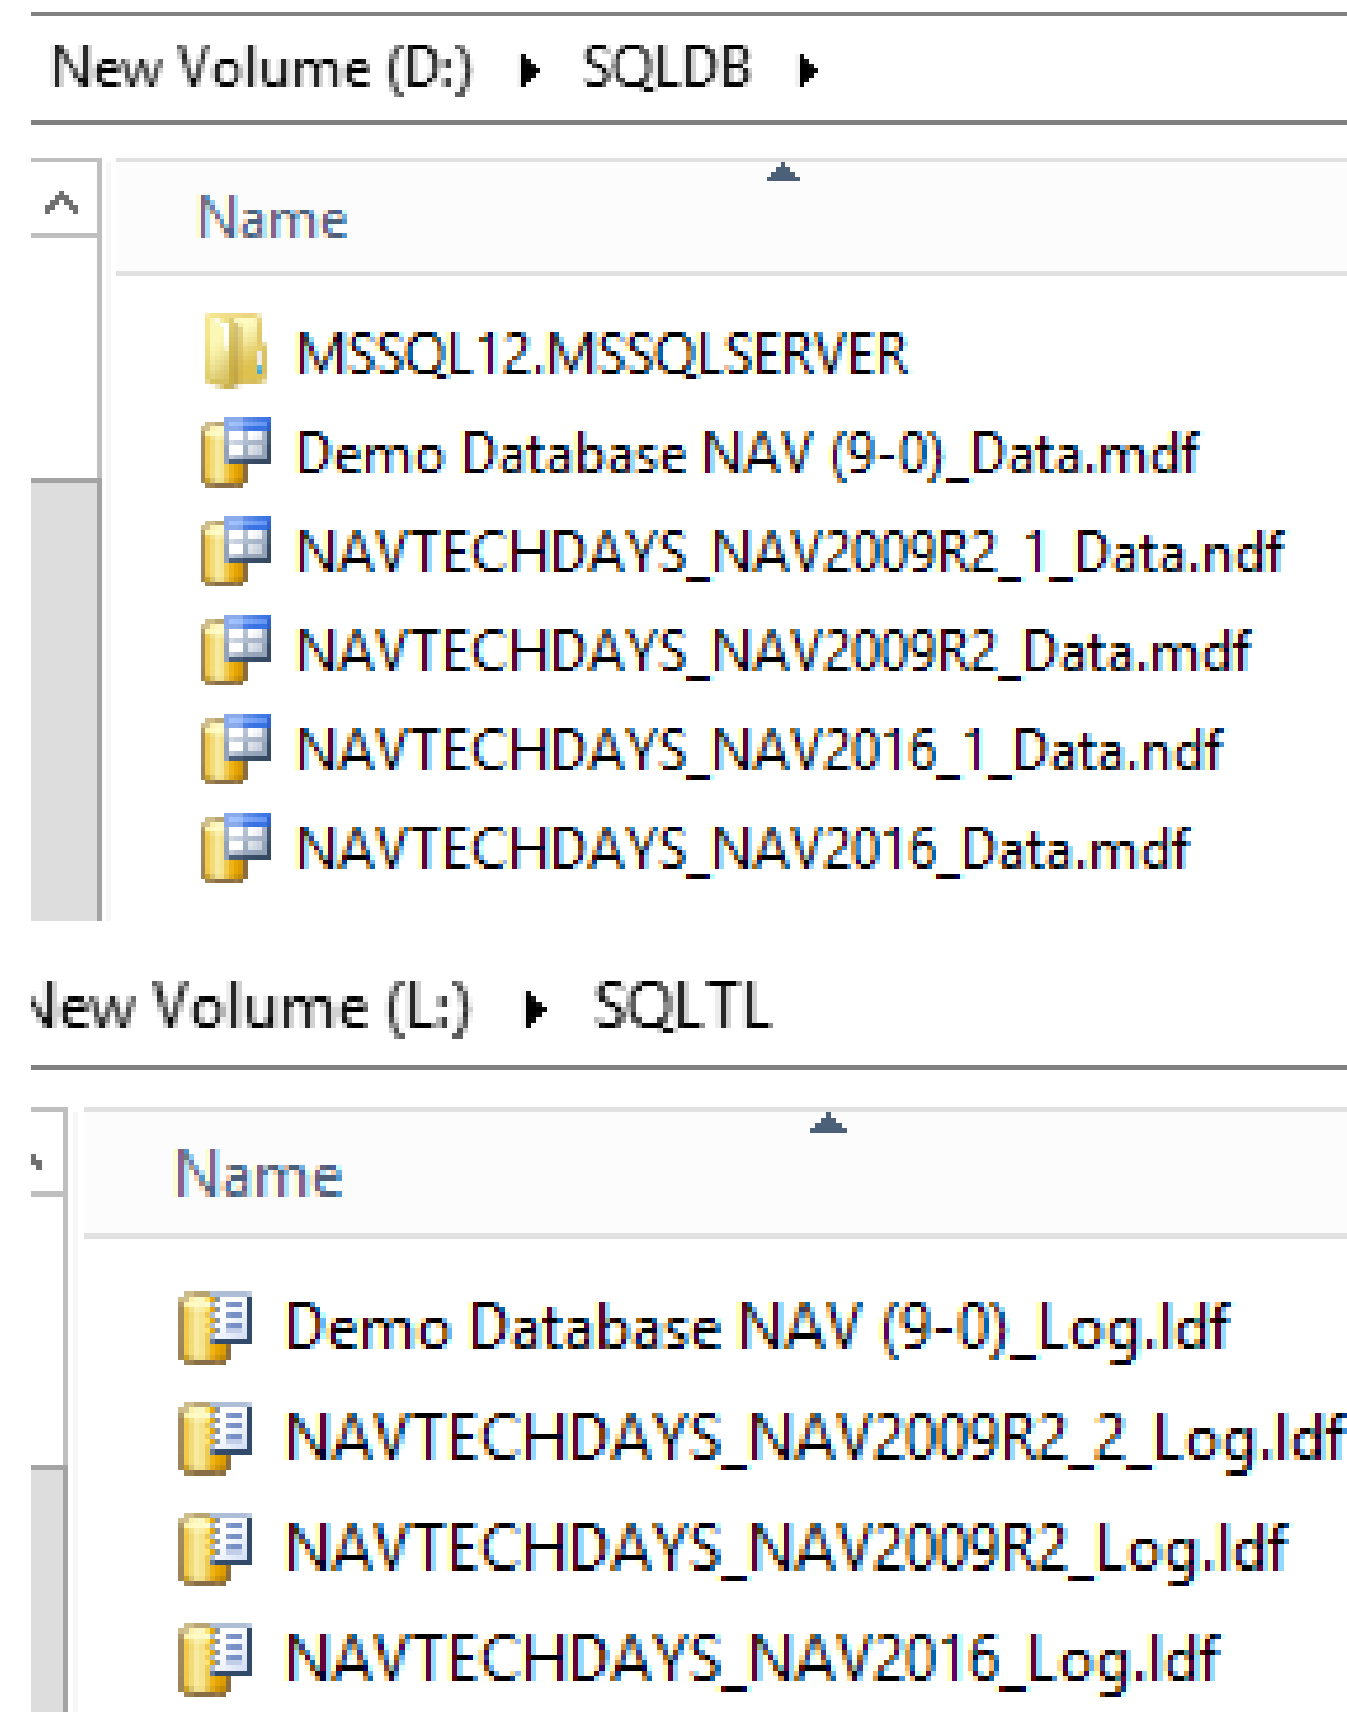 New Volume (D:) ▸ SQLDB ▸
Name
MSSQL12.MSSQLSERVER
Demo Database NAV (9-0)_Data.mdf
NAVTECHDAYS_NAV2009R2_1_Data.ndf
NAVTECHDAYS_NAV2009R2_Data.mdf
NAVTECHDAYS_NAV2016_1_Data.ndf
NAVTECHDAYS_NAV2016_Data.mdf
New Volume (L:) ▸ SQLTL
Name
Demo Database NAV (9-0)_Log.ldf
NAVTECHDAYS_NAV2009R2_2_Log.ldf
NAVTECHDAYS_NAV2009R2_Log.ldf
NAVTECHDAYS_NAV2016_Log.ldf